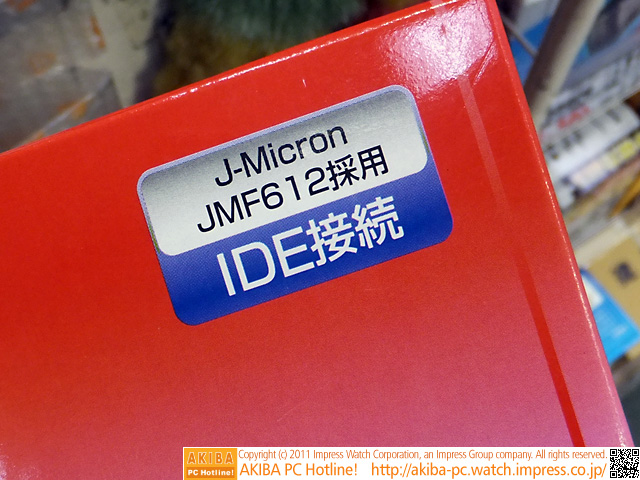 J-Micron
JMF612採用
IDE接続
AKIBA
PC Hotline!
Copyright (c) 2011 Impress Watch Corporation, an Impress Group company. All rights reserved.
AKIBA PC Hotline! http://akiba-pc.watch.impress.co.jp/